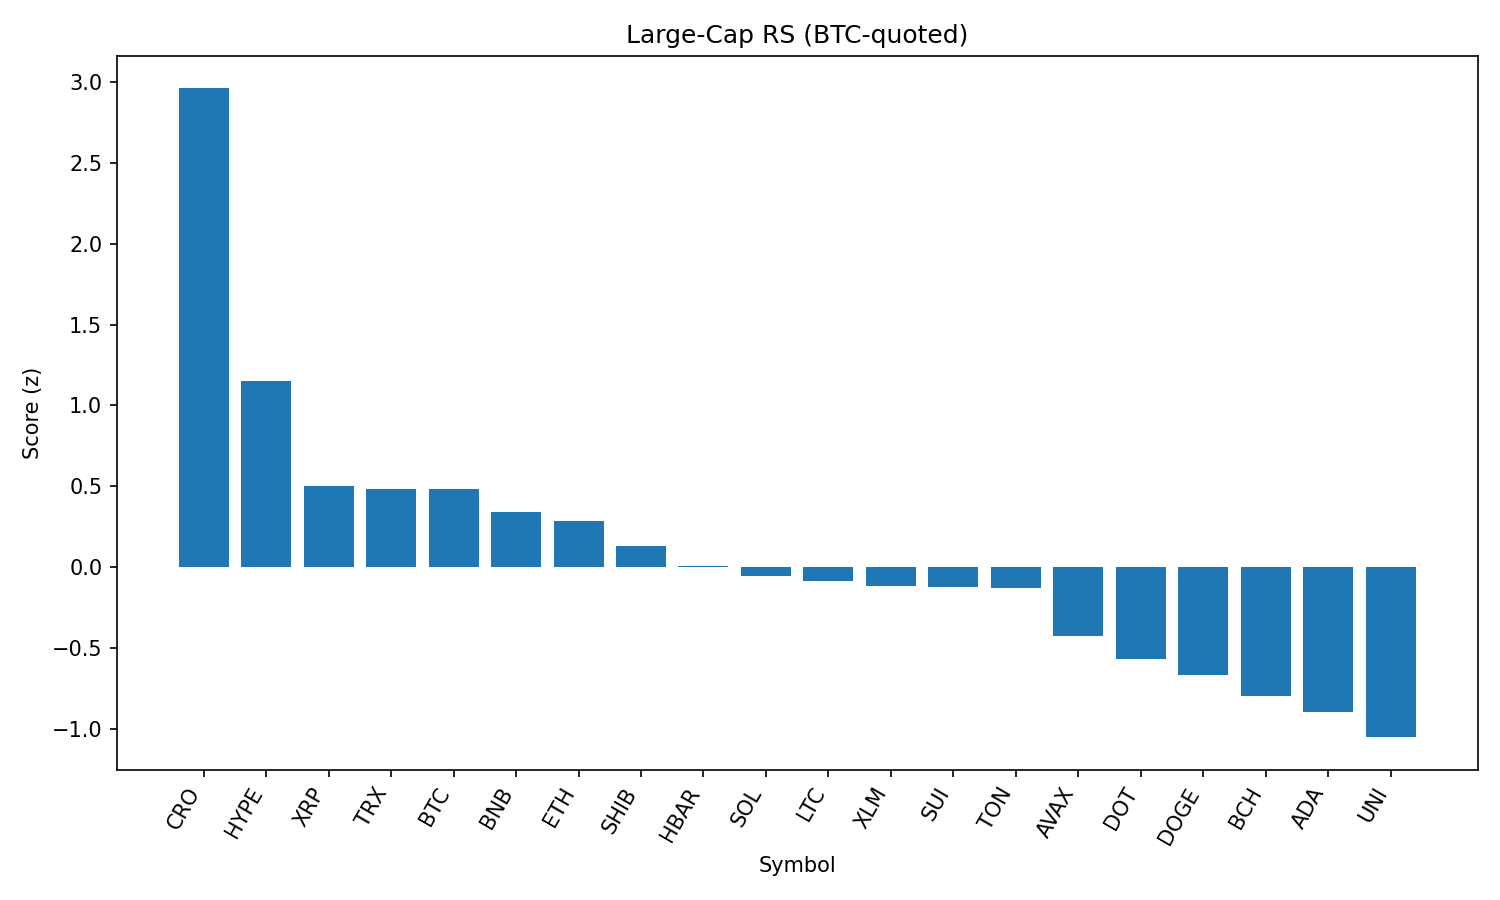 Large-Cap RS (BTC-quoted)
Score (z)
3.0
2.5
2.0
1.5
1.0
0.5
0.0
−0.5
−1.0
CRO
HYPE
XRP
TRX
BTC
BNB
ETH
SHIB
HBAR
SOL
LTC
XLM
SUI
TON
AVAX
DOT
DOGE
BCH
ADA
UNI
Symbol